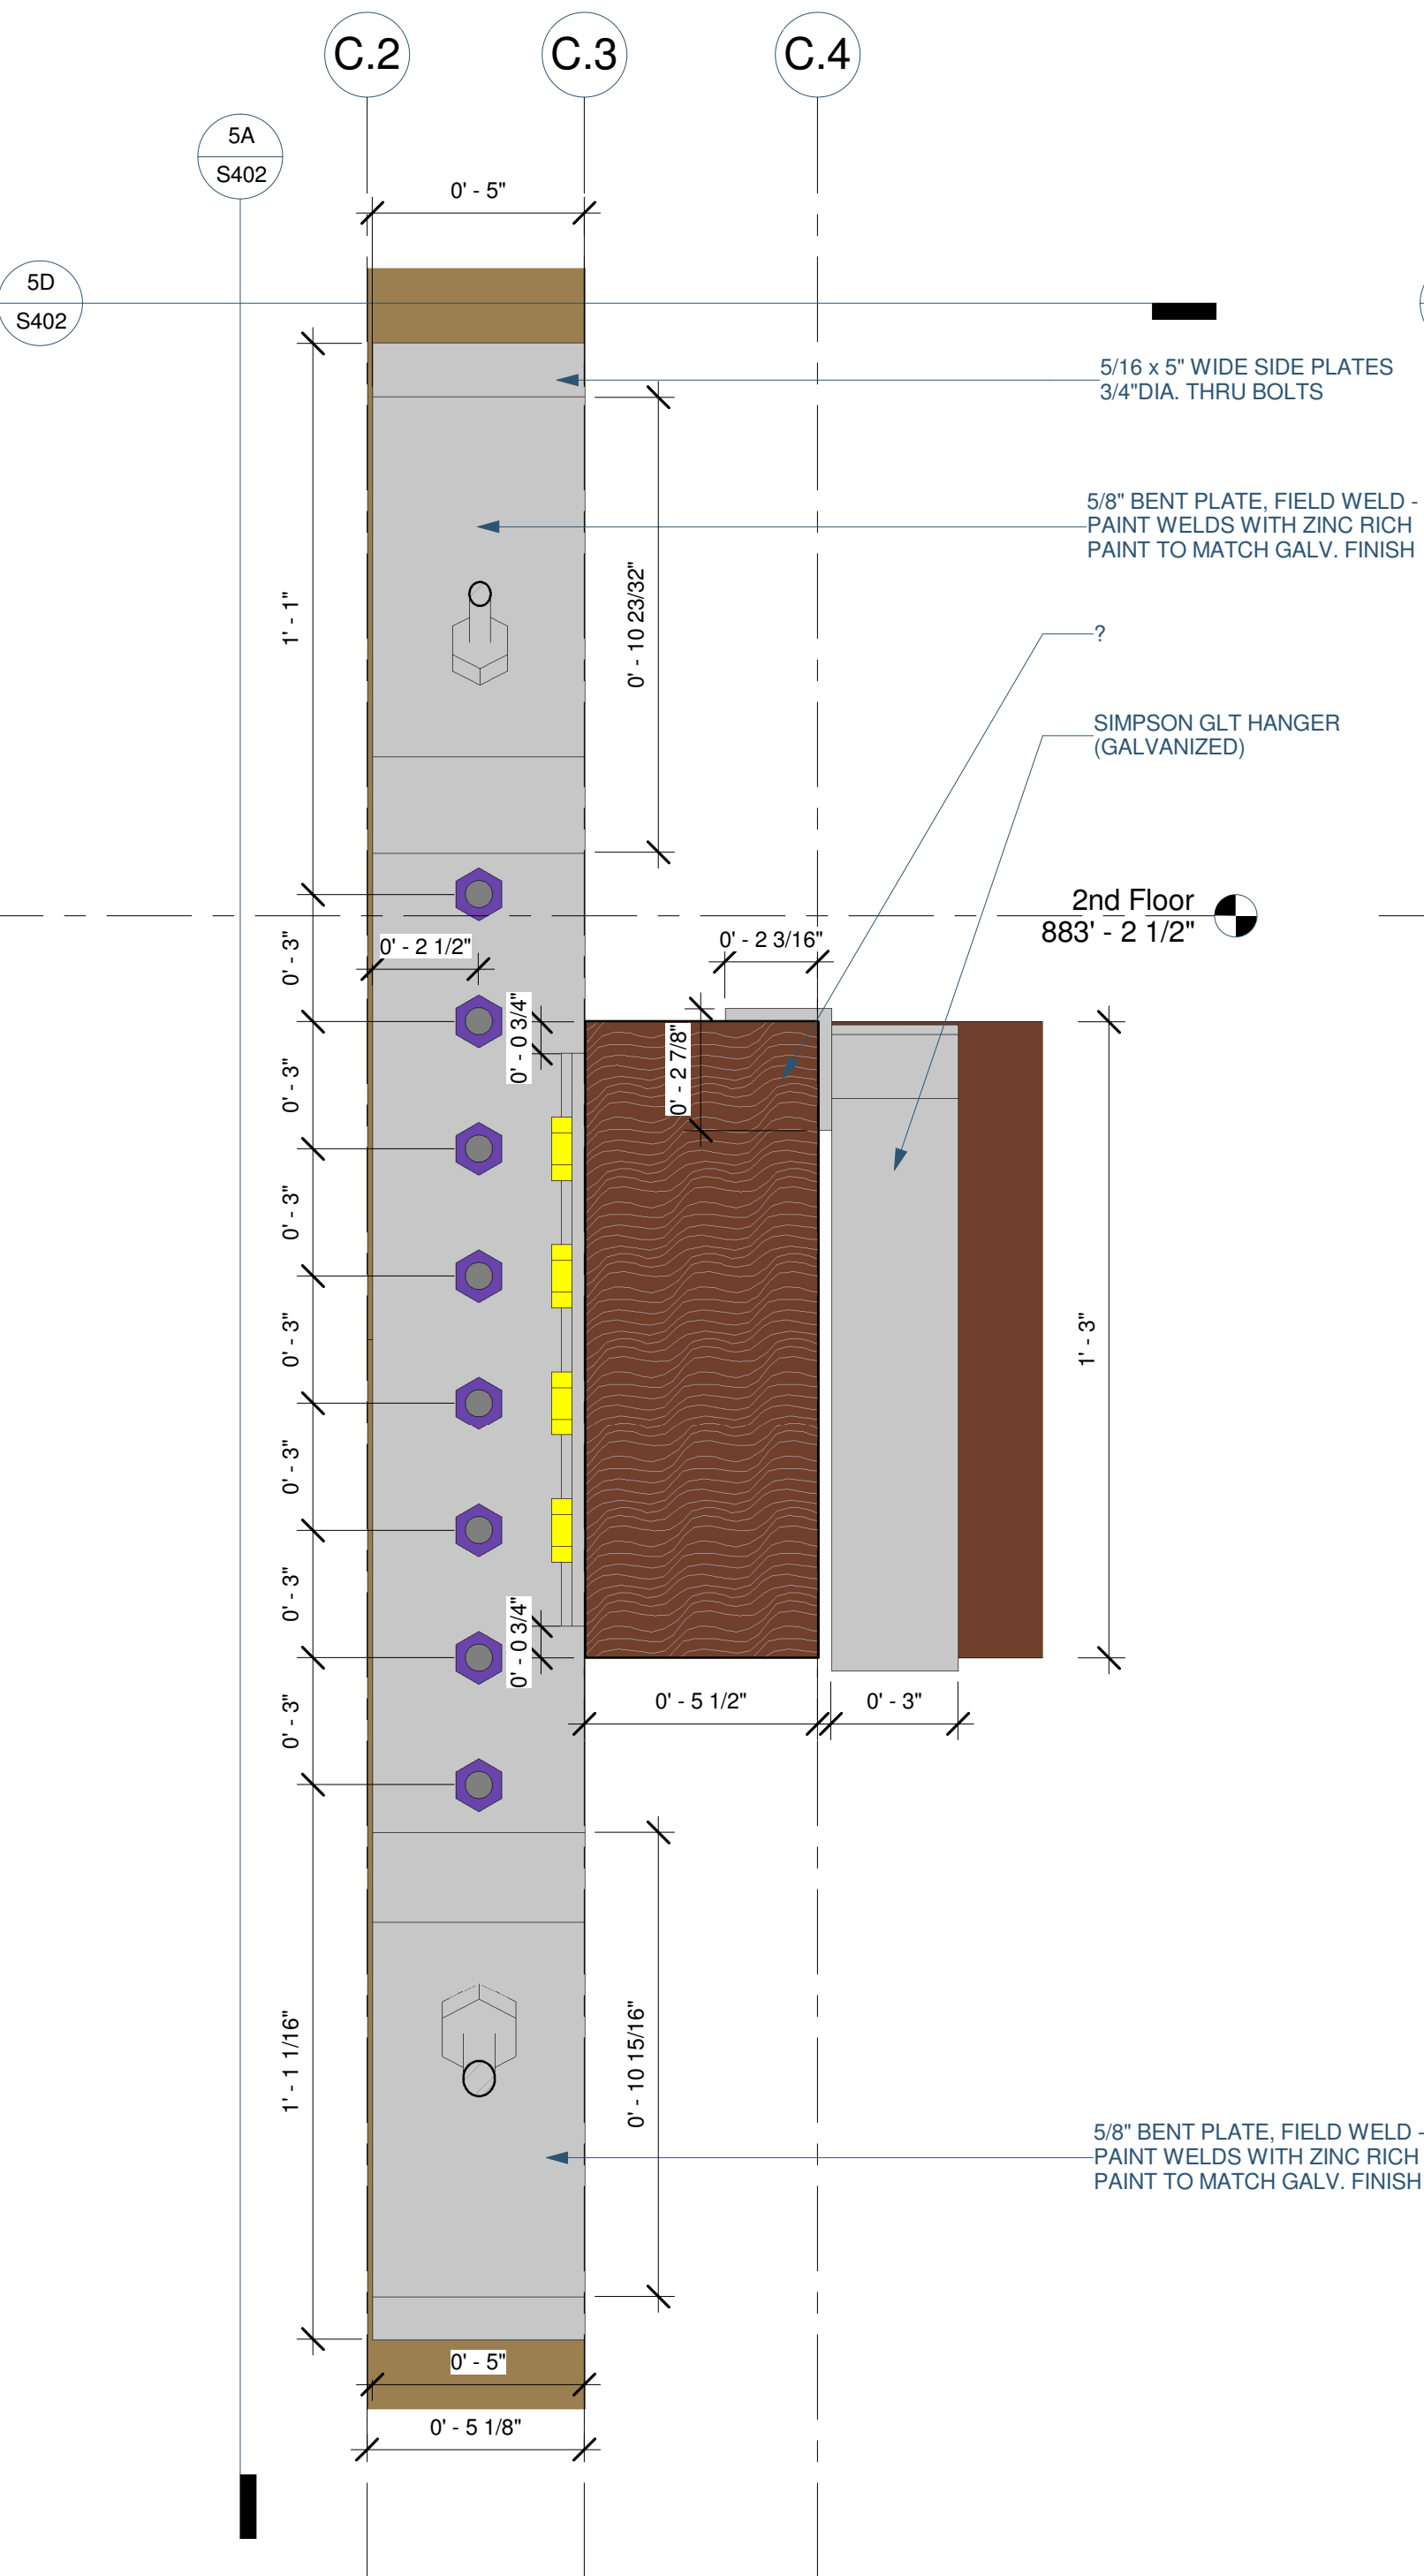 C.2
C.3
C.4
5A
S402
0' - 5"
5D
S402
5/16 x 5" WIDE SIDE PLATES
3/4"DIA. THRU BOLTS
5/8" BENT PLATE, FIELD WELD -
PAINT WELDS WITH ZINC RICH
PAINT TO MATCH GALV. FINISH
1' - 1"
0' - 10 23/32"
?
SIMPSON GLT HANGER
(GALVANIZED)
2nd Floor
883' - 2 1/2"
0' - 3"
0' - 2 1/2"
0' - 2 3/16"
0' - 0 3/4"
0' - 2 7/8"
0' - 3"
0' - 3"
0' - 3"
1' - 3"
0' - 3"
0' - 3"
0' - 0 3/4"
0' - 3"
0' - 5 1/2"
0' - 3"
1' - 1 1/16"
0' - 10 15/16"
5/8" BENT PLATE, FIELD WELD -
PAINT WELDS WITH ZINC RICH
PAINT TO MATCH GALV. FINISH
0' - 5"
0' - 5 1/8"